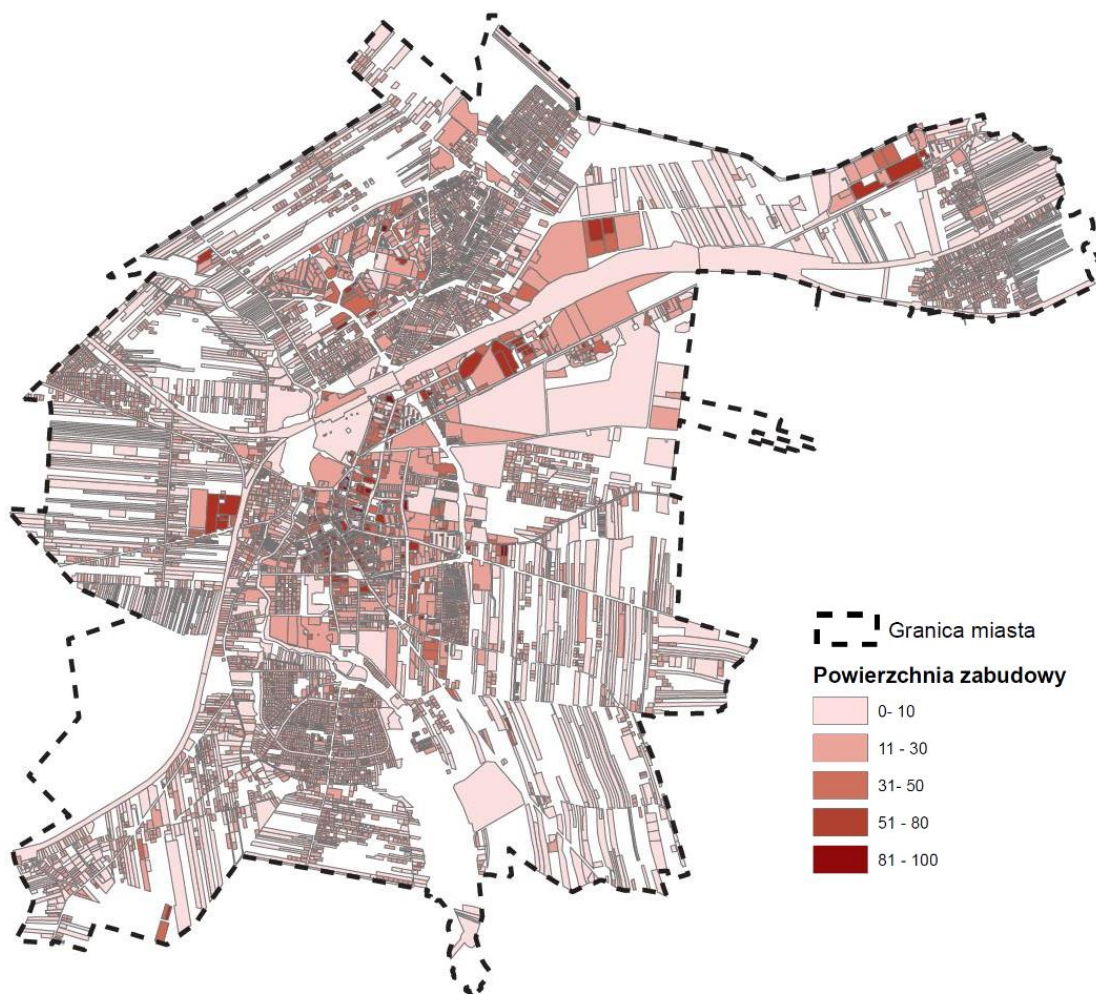 Granica miasta
Powierzchnia zabudowy
0- 10
11 - 30
31- 50
51 - 80
81 - 100